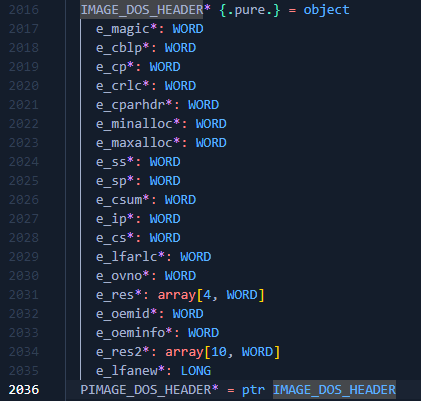 2016 IMAGE_DOS_HEADER* {.pure.} = object
2017 e_magic*: WORD
2018 e_cblp*: WORD
2019 e_cp*: WORD
2020 e_crlc*: WORD
2021 e_cparhdr*: WORD
2022 e_minalloc*: WORD
2023 e_maxalloc*: WORD
2024 e_ss*: WORD
2025 e_sp*: WORD
2026 e_csum*: WORD
2027 e_ip*: WORD
2028 e_cs*: WORD
2029 e_lfarlc*: WORD
2030 e_ovno*: WORD
2031 e_res*: array[4, WORD]
2032 e_oemid*: WORD
2033 e_oeminfo*: WORD
2034 e_res2*: array[10, WORD]
2035 e_lfanew*: LONG
2036 PIMAGE_DOS_HEADER* = ptr IMAGE_DOS_HEADER